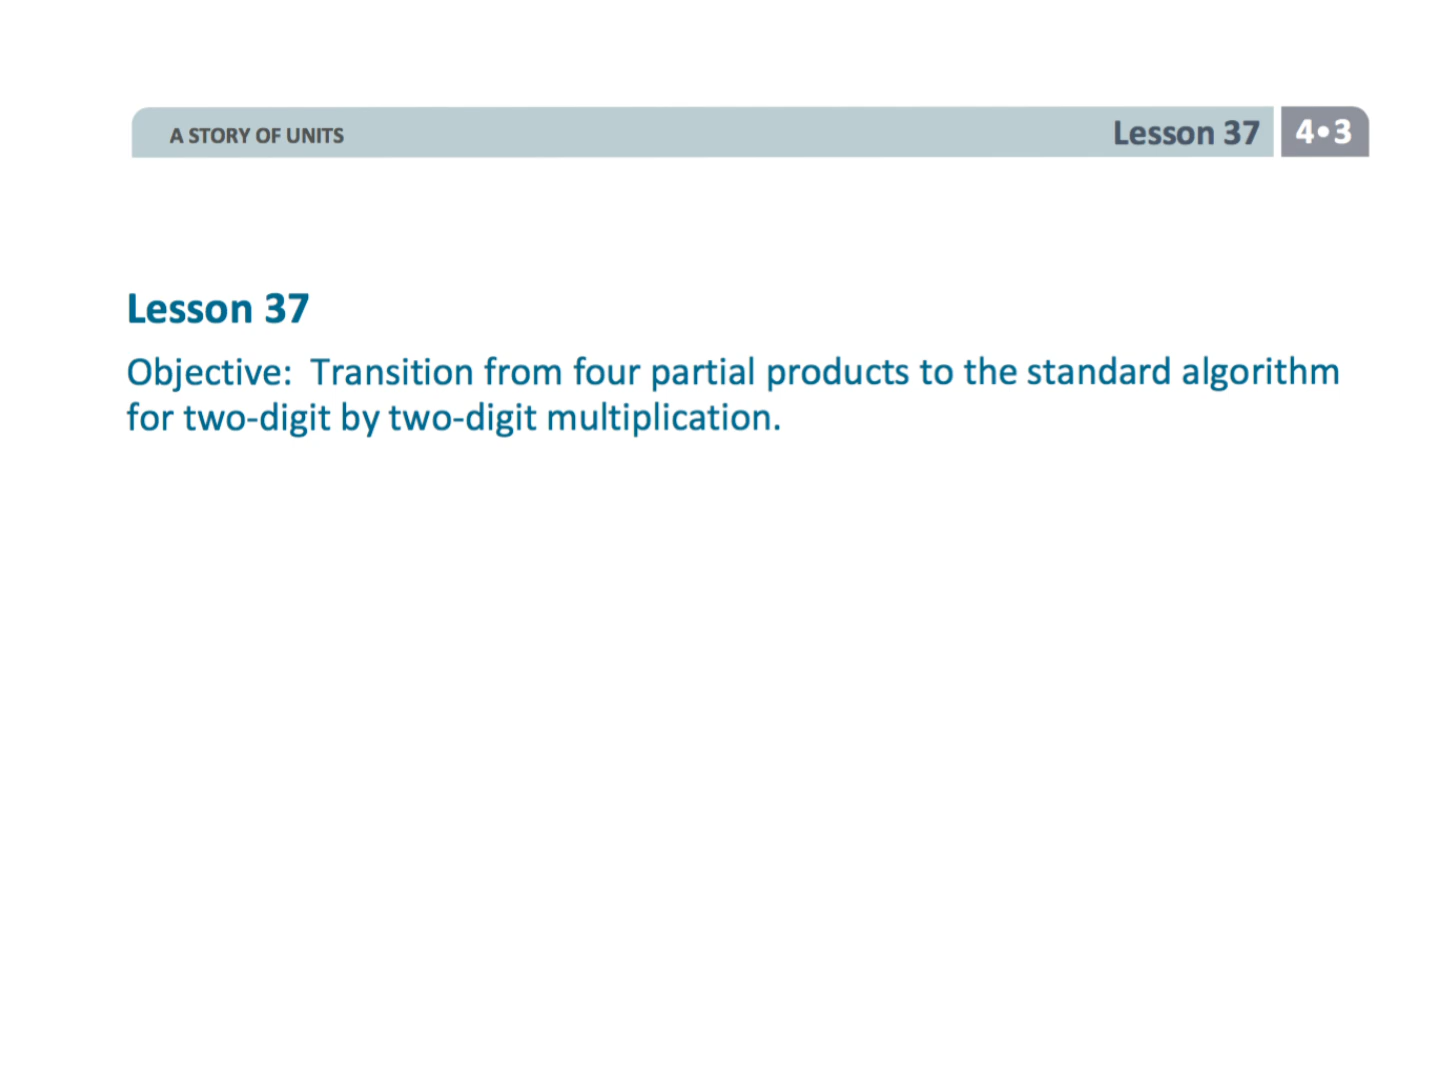 A STORY OF UNITS
Lesson 37
4•3
Lesson 37
Objective: Transition from four partial products to the standard algorithm
for two-digit by two-digit multiplication.